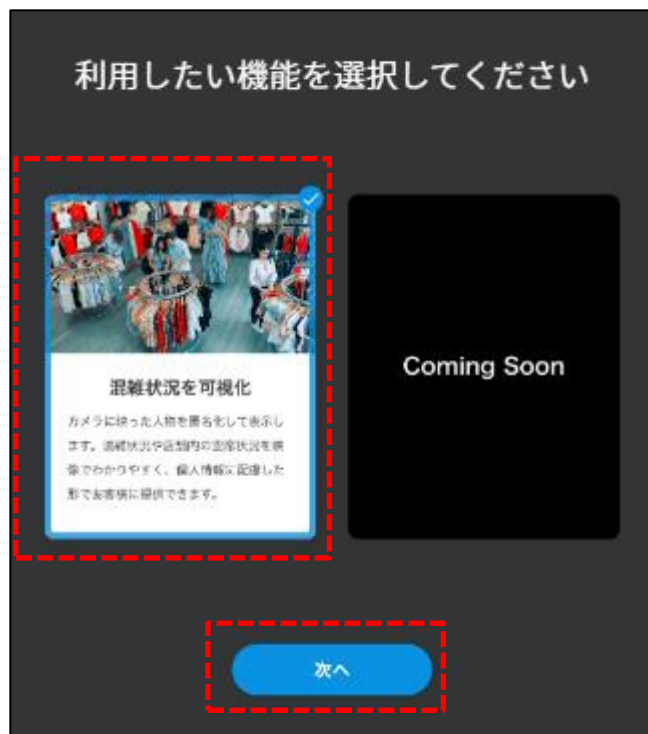 利用したい機能を選択してください
混雑状況を可視化
カメラに映った人物を匿名化して表示し
ます。混雑状況や店舗内の空席状況を映
像でわかりやすく、個人情報に配慮した
形でお客様に提供できます。
Coming Soon
次へ